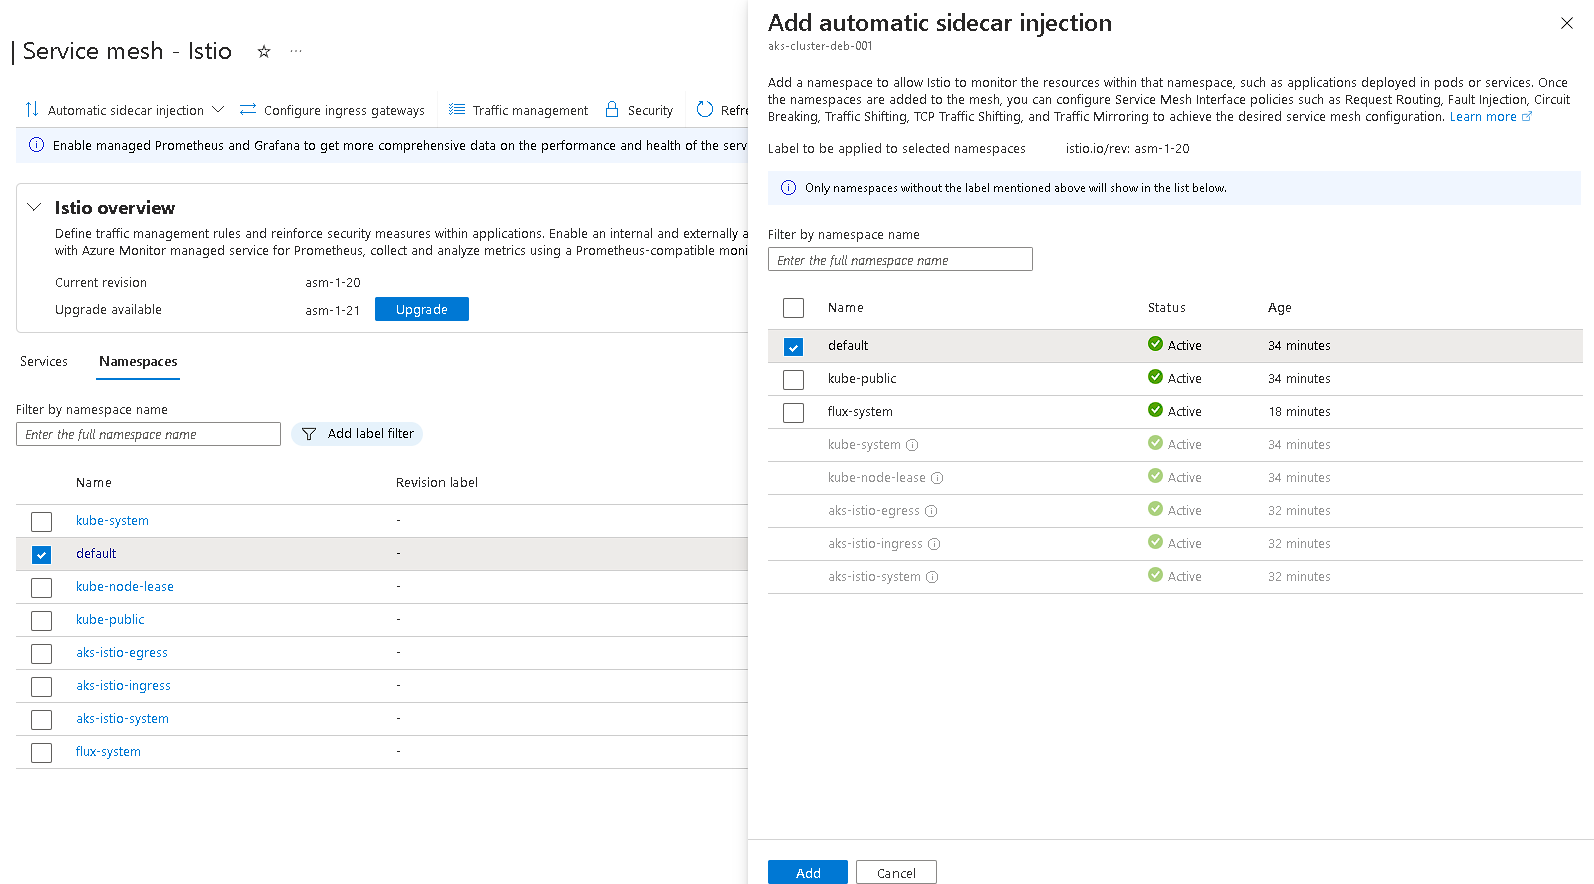 | Service mesh - Istio
Automatic sidecar injection
Configure ingress gateways
Traffic management
Security
Refre
Enable managed Prometheus and Grafana to get more comprehensive data on the performance and health of the serv
Istio overview
Define traffic management rules and reinforce security measures within applications. Enable an internal and externally a
with Azure Monitor managed service for Prometheus, collect and analyze metrics using a Prometheus-compatible moni
Current revision asm-1-20
Upgrade available asm-1-21 Upgrade
Services Namespaces
Filter by namespace name
Enter the full namespace name Add label filter
Name Revision label
kube-system -
default -
kube-node-lease -
kube-public -
aks-istio-egress -
aks-istio-ingress -
aks-istio-system -
flux-system -
Add automatic sidecar injection
aks-cluster-deb-001
Add a namespace to allow Istio to monitor the resources within that namespace, such as applications deployed in pods or services. Once
the namespaces are added to the mesh, you can configure Service Mesh Interface policies such as Request Routing, Fault Injection, Circuit
Breaking, Traffic Shifting, TCP Traffic Shifting, and Traffic Mirroring to achieve the desired service mesh configuration. Learn more
Label to be applied to selected namespaces istio.io/rev: asm-1-20
Only namespaces without the label mentioned above will show in the list below.
Filter by namespace name
Enter the full namespace name
Name Status Age
default Active 34 minutes
kube-public Active 34 minutes
flux-system Active 18 minutes
kube-system Active 34 minutes
kube-node-lease Active 34 minutes
aks-istio-egress Active 32 minutes
aks-istio-ingress Active 32 minutes
aks-istio-system Active 32 minutes
Add Cancel